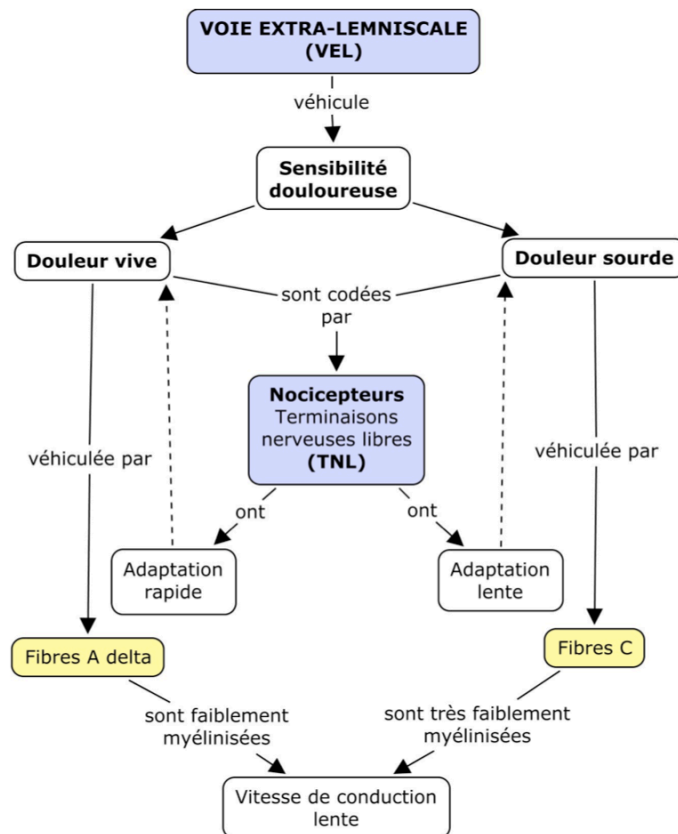 VOIE EXTRA-LEMNISCALE
(VEL)
véhicule
Sensibilité
douloureuse
Douleur vive
Douleur sourde
sont codées
par
Nocicepteurs
Terminaisons
nerveuses libres
(TNL)
véhiculée par
véhiculée par
ont
ont
Adaptation
rapide
Adaptation
lente
Fibres A delta
Fibres C
sont faiblement
myélinisées
sont très faiblement
myélinisées
Vitesse de conduction
lente